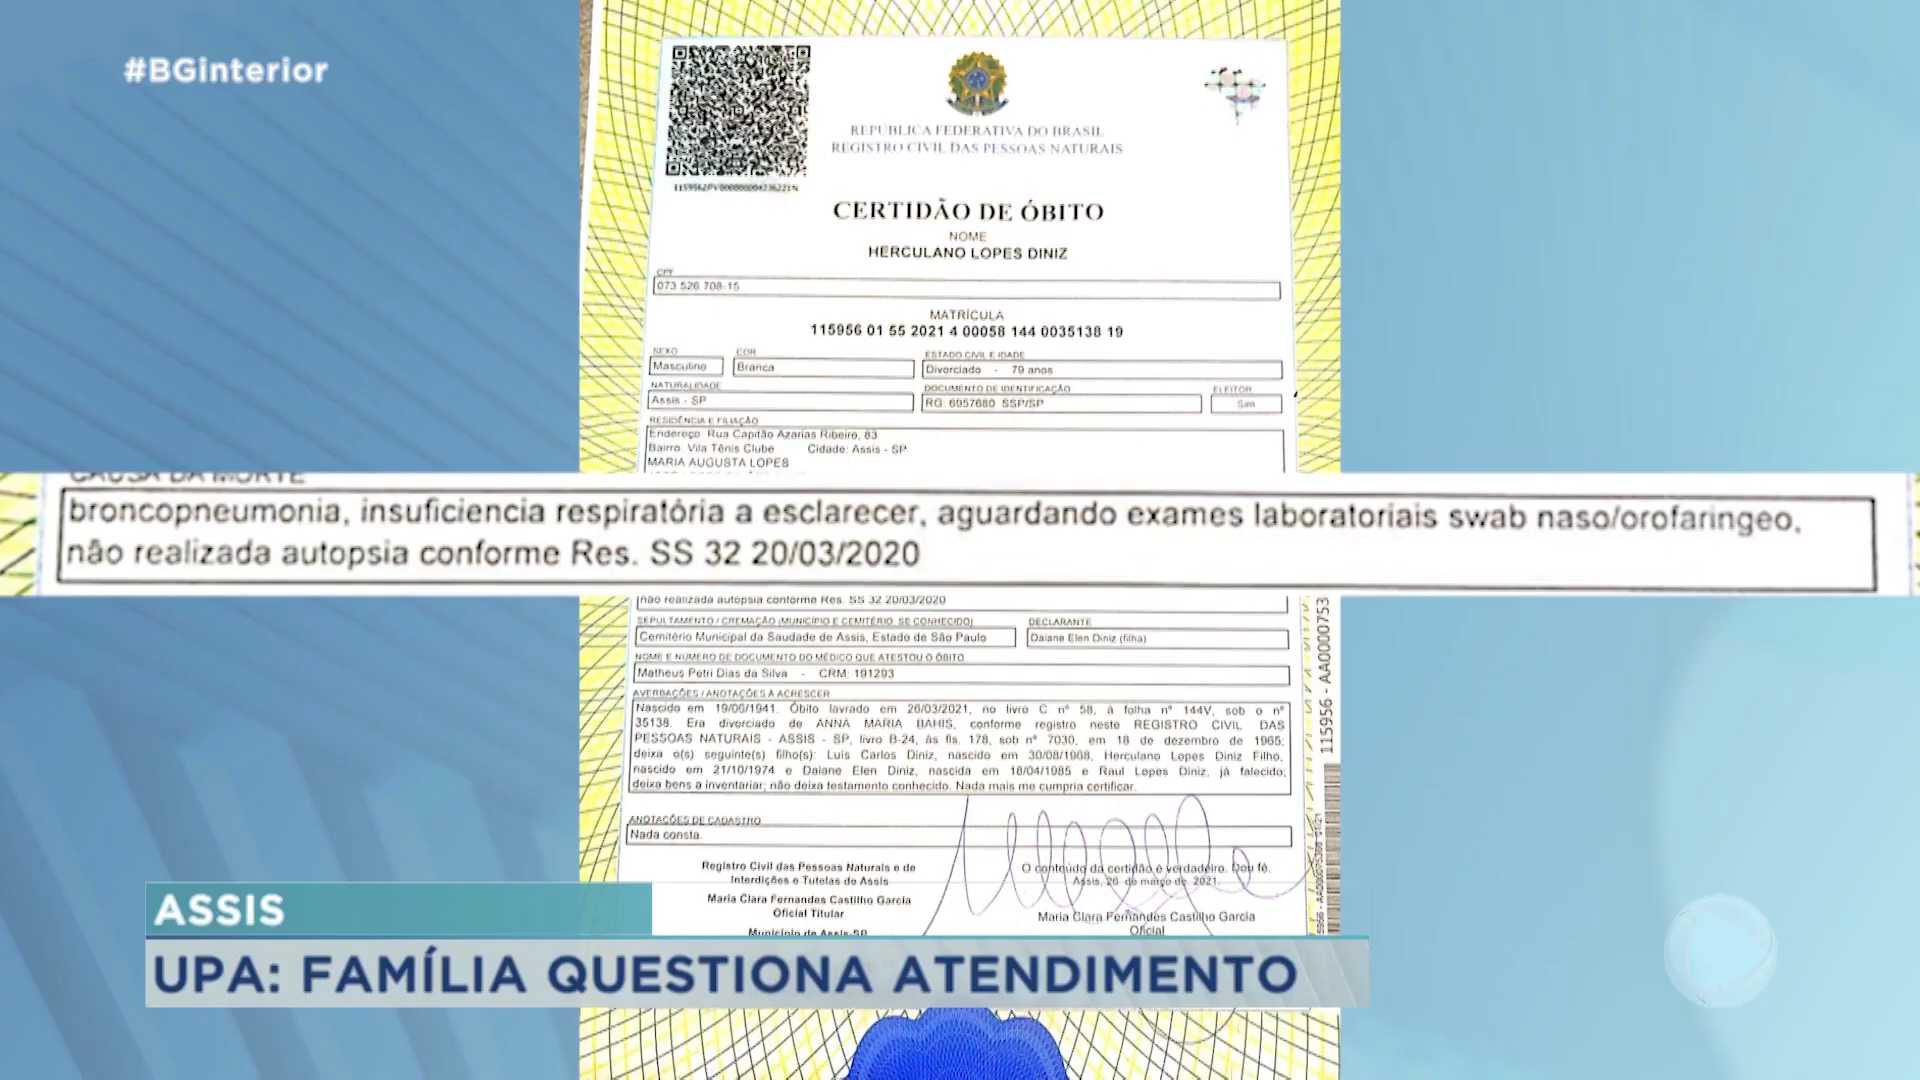 #BGinterior
REPÚBLICA FEDERATIVA DO BRASIL
REGISTRO CIVIL DAS PESSOAS NATURAIS
CERTIDÃO DE ÓBITO
NOME
HERCULANO LOPES DINIZ
CPF
073 526 708-15
MATRÍCULA
115956 01 55 2021 4 00058 144 0035138 19
SEXO COR ESTADO CIVIL E IDADE
Masculino Branca Divorciado - 79 anos
NATURALIDADE DOCUMENTO DE IDENTIFICAÇÃO ELEITOR
Assis - SP RG: 6957680 SSP/SP Sim
RESIDÊNCIA E FILIAÇÃO
Endereço: Rua Capitão Azarias Ribeiro, 83
Bairro: Vila Tênis Clube Cidade: Assis - SP
MARIA AUGUSTA LOPES
CAUSA DA MORTE
broncopneumonia, insuficiencia respiratória a esclarecer, aguardando exames laboratoriais swab naso/orofaringeo,
não realizada autopsia conforme Res. SS 32 20/03/2020
não realizada autopsia conforme Res. SS 32 20/03/2020
SEPULTAMENTO / CREMAÇÃO (MUNICÍPIO E CEMITÉRIO, SE CONHECIDO) DECLARANTE
Cemitério Municipal da Saudade de Assis, Estado de São Paulo Daiane Elen Diniz (filha)
NOME E NÚMERO DE DOCUMENTO DO MÉDICO QUE ATESTOU O ÓBITO
Matheus Petri Dias da Silva - CRM: 191293
AVERBAÇÕES / ANOTAÇÕES À ACRESCER
Nascido em 19/06/1941. Óbito lavrado em 26/03/2021, no livro C nº 58, à folha nº 144V, sob o nº
35138. Era divorciado de ANNA MARIA BAHIS, conforme registro neste REGISTRO CIVIL DAS
PESSOAS NATURAIS - ASSIS - SP, livro B-24, às fls. 178, sob nº 7030, em 18 de dezembro de 1965;
deixa o(s) seguinte(s) filho(s): Luis Carlos Diniz, nascido em 30/08/1968, Herculano Lopes Diniz Filho,
nascido em 21/10/1974 e Daiane Elen Diniz, nascida em 18/04/1985 e Raul Lopes Diniz, já falecido;
deixa bens a inventariar; não deixa testamento conhecido. Nada mais me cumpria certificar.
ANOTAÇÕES DE CADASTRO
Nada consta.
Registro Civil das Pessoas Naturais e de
Interdições e Tutelas de Assis
Maria Clara Fernandes Castilho Garcia
Oficial Titular
Município de Assis-SP
O conteúdo da certidão é verdadeiro. Dou fé.
Assis, 26 de março de 2021.
Maria Clara Fernandes Castilho Garcia
Oficial
115956 - AA0000753
ASSIS
UPA: FAMÍLIA QUESTIONA ATENDIMENTO